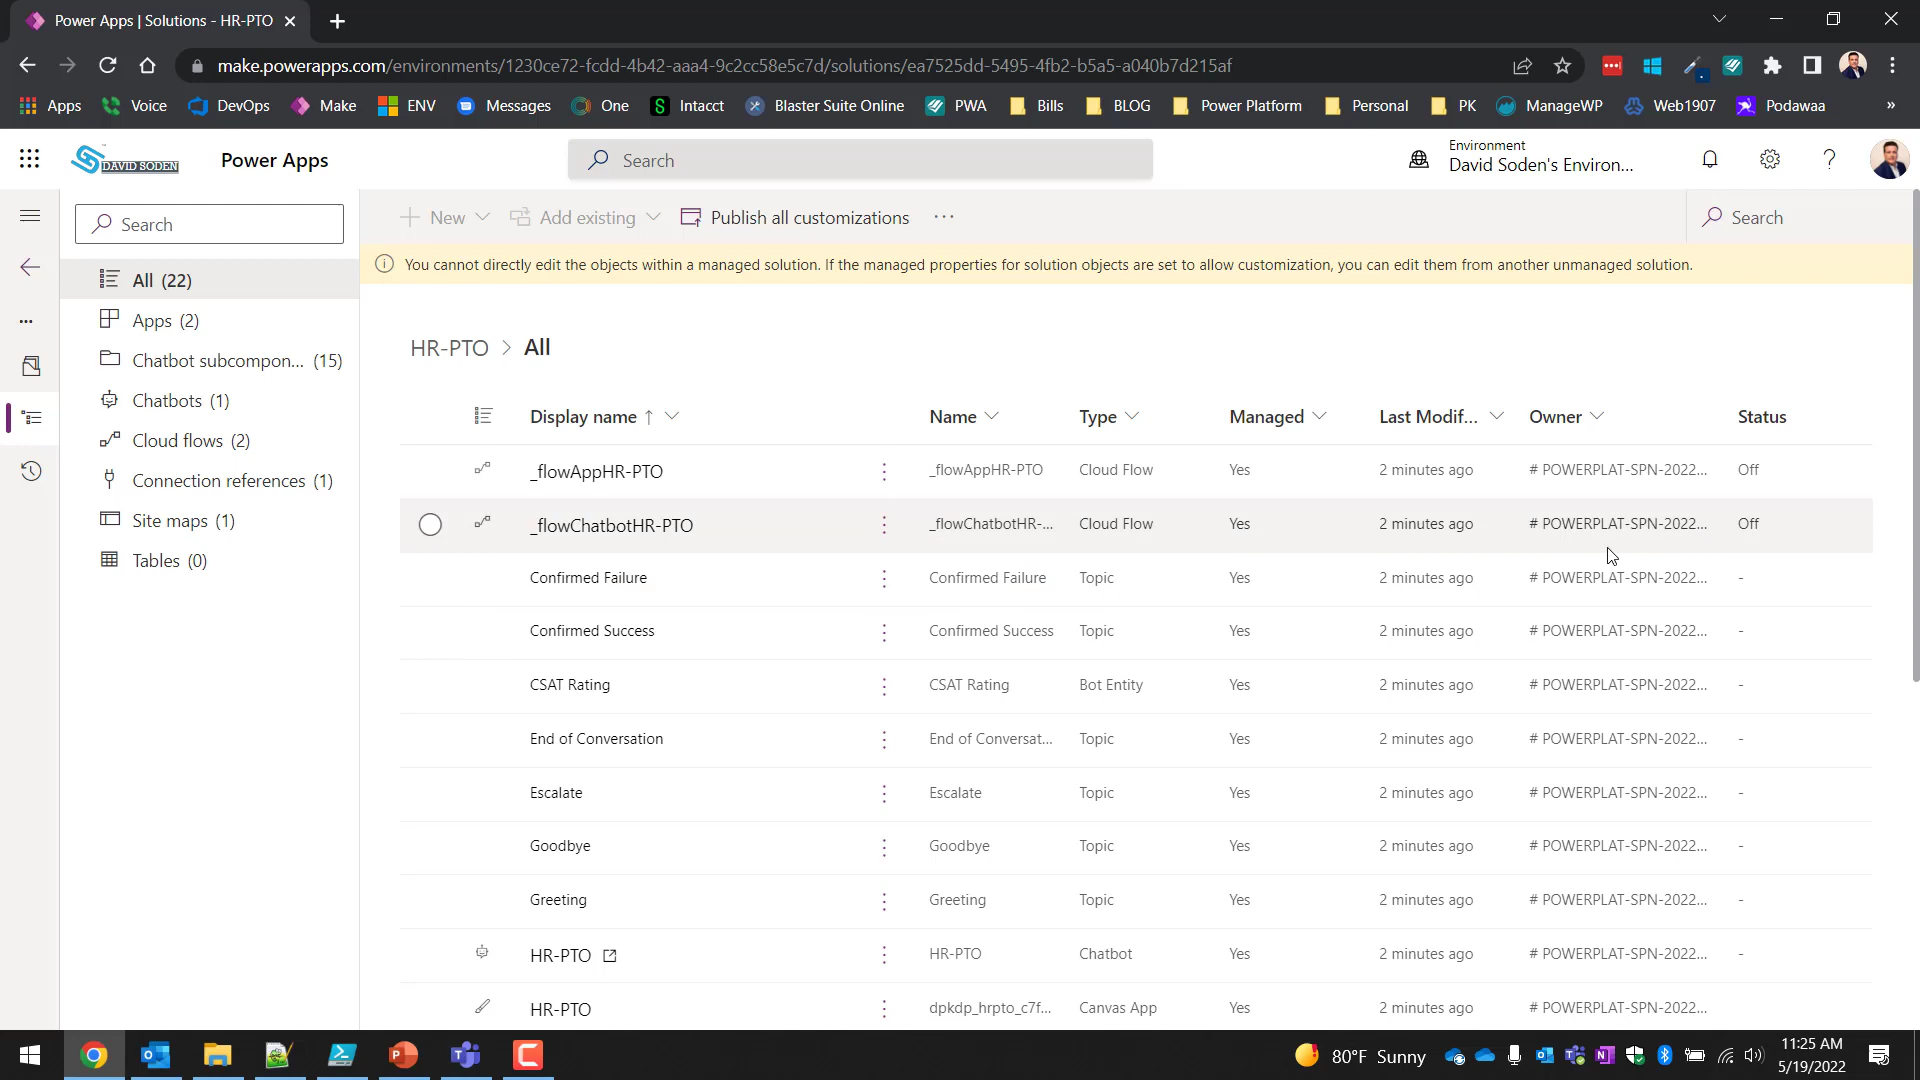 Power Apps | Solutions - HR-PTO
make.powerapps.com/environments/1230ce72-fcdd-4b42-aaa4-9c2cc58e5c7d/solutions/ea7525dd-5495-4fb2-b5a5-a040b7d215af
Apps Voice DevOps Make ENV Messages One Intacct Blaster Suite Online PWA Bills BLOG Power Platform Personal PK ManageWP Web1907 Podawaa »
DAVID SODEN Power Apps Search Environment
David Soden's Environ...
Search New Add existing Publish all customizations ··· Search
You cannot directly edit the objects within a managed solution. If the managed properties for solution objects are set to allow customization, you can edit them from another unmanaged solution.
All (22)
Apps (2)
Chatbot subcompon... (15)
Chatbots (1)
Cloud flows (2)
Connection references (1)
Site maps (1)
Tables (0)
HR-PTO > All
Display name ↑ Name Type Managed Last Modif... Owner Status
_flowAppHR-PTO _flowAppHR-PTO Cloud Flow Yes 2 minutes ago # POWERPLAT-SPN-2022... Off
_flowChatbotHR-PTO _flowChatbotHR-... Cloud Flow Yes 2 minutes ago # POWERPLAT-SPN-2022... Off
Confirmed Failure Confirmed Failure Topic Yes 2 minutes ago # POWERPLAT-SPN-2022... -
Confirmed Success Confirmed Success Topic Yes 2 minutes ago # POWERPLAT-SPN-2022... -
CSAT Rating CSAT Rating Bot Entity Yes 2 minutes ago # POWERPLAT-SPN-2022... -
End of Conversation End of Conversat... Topic Yes 2 minutes ago # POWERPLAT-SPN-2022... -
Escalate Escalate Topic Yes 2 minutes ago # POWERPLAT-SPN-2022... -
Goodbye Goodbye Topic Yes 2 minutes ago # POWERPLAT-SPN-2022... -
Greeting Greeting Topic Yes 2 minutes ago # POWERPLAT-SPN-2022... -
HR-PTO HR-PTO Chatbot Yes 2 minutes ago # POWERPLAT-SPN-2022... -
HR-PTO dpkdp_hrpto_c7f... Canvas App Yes 2 minutes ago # POWERPLAT-SPN-2022...
80°F Sunny 11:25 AM
5/19/2022